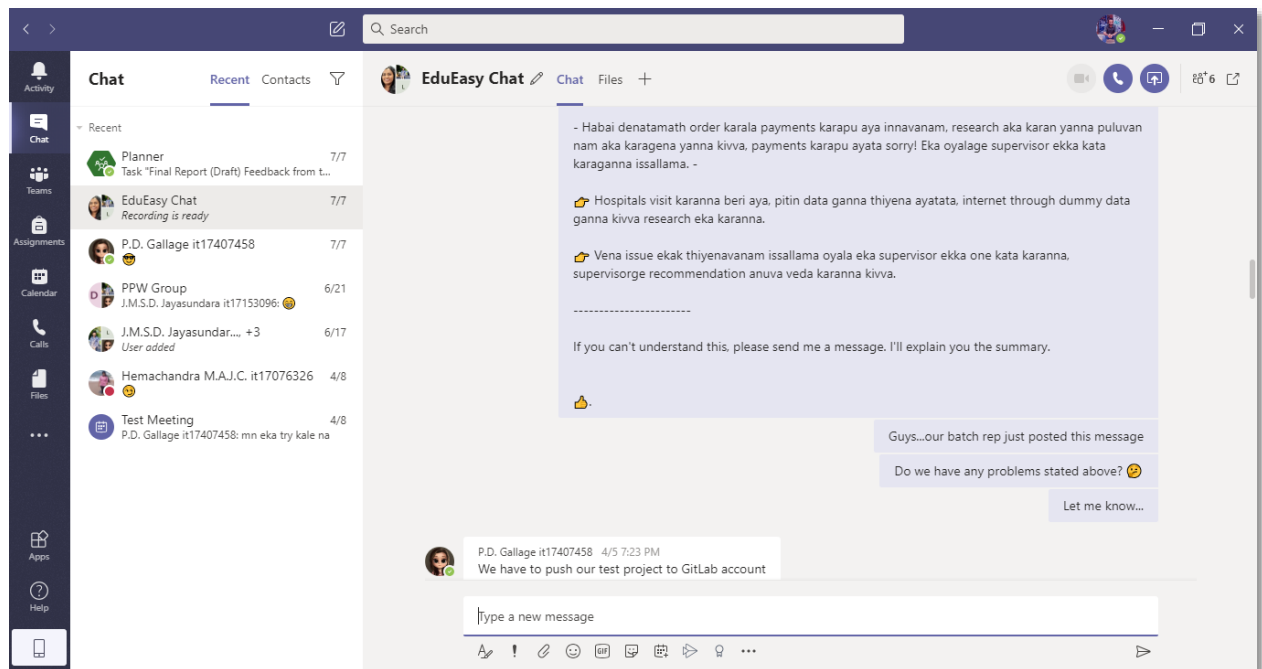 Search
Activity
Chat
Teams
Assignments
Calendar
Calls
Files
Apps
Help
Chat
Recent Contacts
Recent
Planner 7/7
Task "Final Report (Draft) Feedback from t...
EduEasy Chat 7/7
Recording is ready
P.D. Gallage it17407458 7/7
😎
PPW Group 6/21
J.M.S.D. Jayasundara it17153096: 😁
J.M.S.D. Jayasundar..., +3 6/17
User added
Hemachandra M.A.J.C. it17076326 4/8
😏
Test Meeting 4/8
P.D. Gallage it17407458: mn eka try kale na
EduEasy Chat Chat Files +
6
- Habai denatamath order karala payments karapu aya innavanam, research aka karan yanna puluvan
nam aka karagena yanna kivva, payments karapu ayata sorry! Eka oyalage supervisor ekka kata
karaganna issallama. -
👉 Hospitals visit karanna beri aya, pitin data ganna thiyena ayatata, internet through dummy data
ganna kivva research eka karanna.
👉 Vena issue ekak thiyenavanam issallama oyala eka supervisor ekka one kata karanna,
supervisorge recommendation anuva veda karanna kivva.
-----------------------
If you can't understand this, please send me a message. I'll explain you the summary.
👍.
Guys...our batch rep just posted this message
Do we have any problems stated above? 🤔
Let me know...
P.D. Gallage it17407458 4/5 7:23 PM
We have to push our test project to GitLab account
Type a new message
GIF